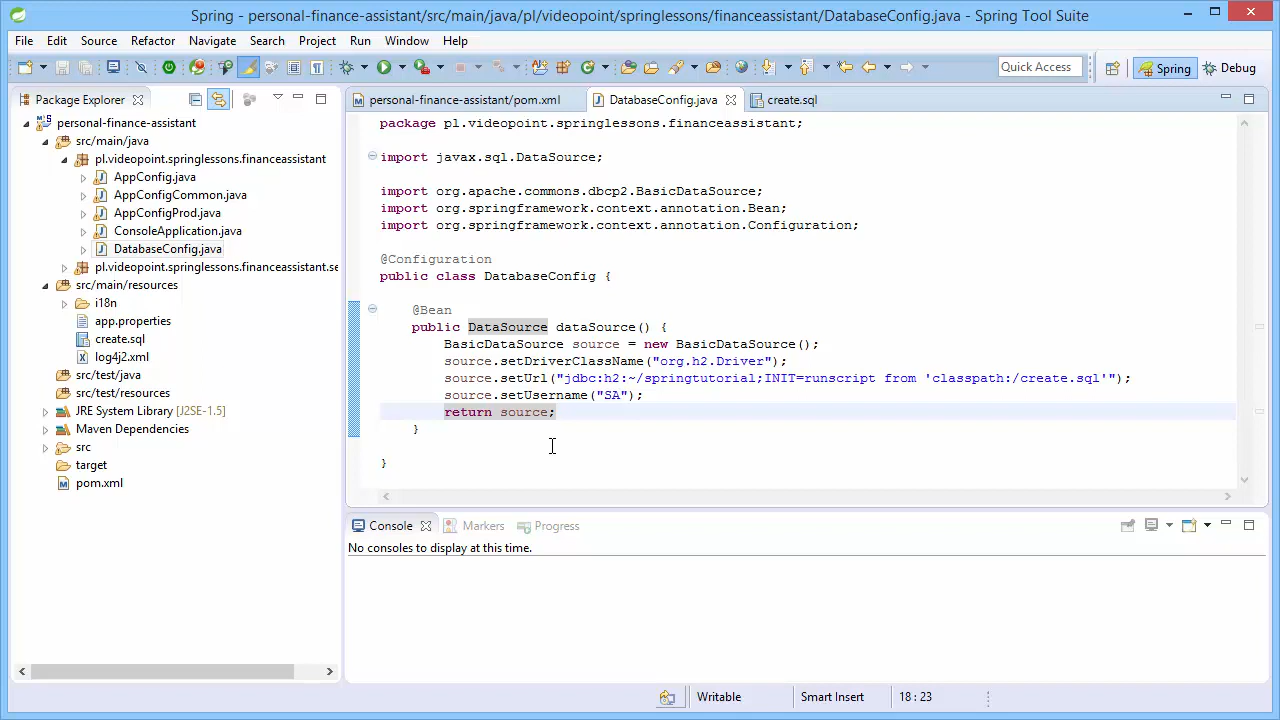 Spring - personal-finance-assistant/src/main/java/pl/videopoint/springlessons/financeassistant/DatabaseConfig.java - Spring Tool Suite
File Edit Source Refactor Navigate Search Project Run Window Help
Quick Access Spring Debug
Package Explorer
personal-finance-assistant
src/main/java
pl.videopoint.springlessons.financeassistant
AppConfig.java
AppConfigCommon.java
AppConfigProd.java
ConsoleApplication.java
DatabaseConfig.java
pl.videopoint.springlessons.financeassistant.se
src/main/resources
i18n
app.properties
create.sql
log4j2.xml
src/test/java
src/test/resources
JRE System Library [J2SE-1.5]
Maven Dependencies
src
target
pom.xml
personal-finance-assistant/pom.xml DatabaseConfig.java create.sql
package pl.videopoint.springlessons.financeassistant;
import javax.sql.DataSource;
import org.apache.commons.dbcp2.BasicDataSource;
import org.springframework.context.annotation.Bean;
import org.springframework.context.annotation.Configuration;
@Configuration
public class DatabaseConfig {
@Bean
public DataSource dataSource() {
BasicDataSource source = new BasicDataSource();
source.setDriverClassName("org.h2.Driver");
source.setUrl("jdbc:h2:~/springtutorial;INIT=runscript from 'classpath:/create.sql'");
source.setUsername("SA");
return source;
}
}
Console Markers Progress
No consoles to display at this time.
Writable Smart Insert 18 : 23